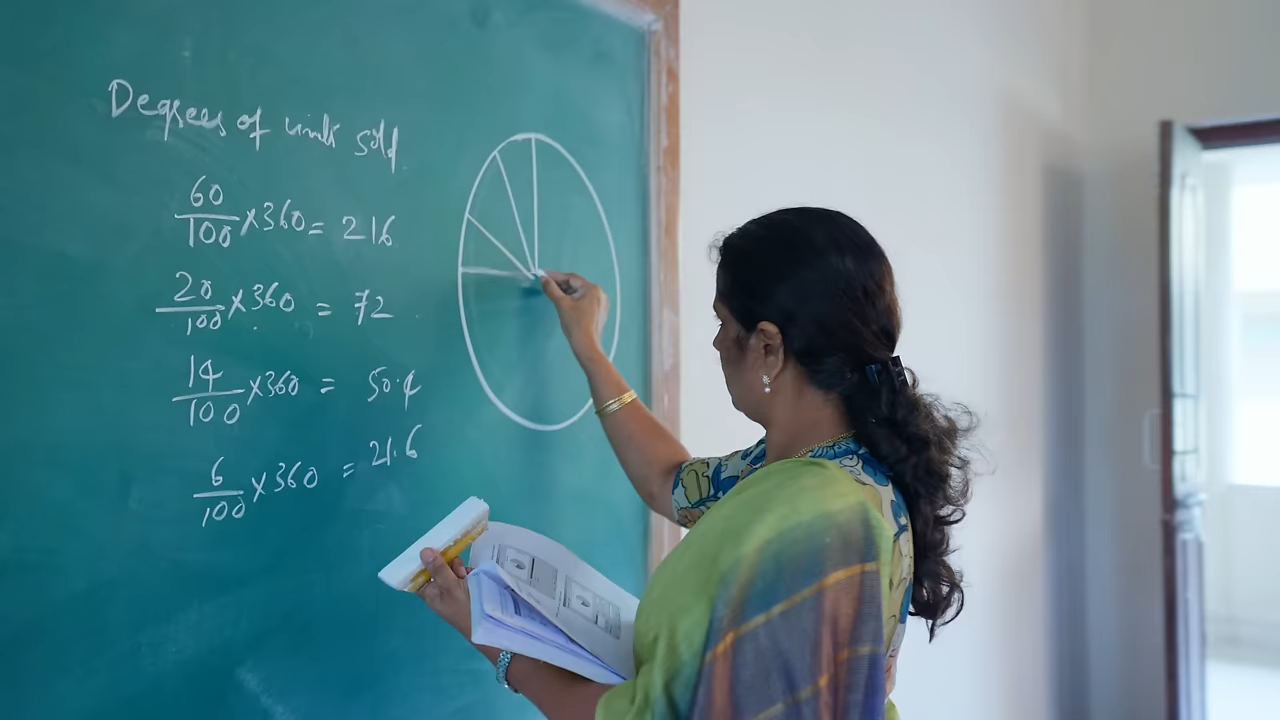 Degrees of units sold
60/100 x 360 = 216
20/100 x 360 = 72
14/100 x 360 = 50.4
6/100 x 360 = 21.6